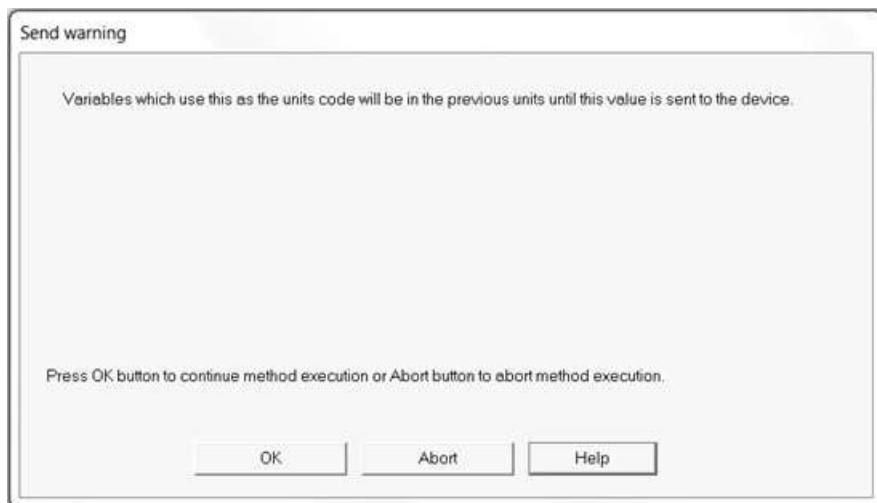 Send warning
Variables which use this as the units code will be in the previous units until this value is sent to the device.
Press OK button to continue method execution or Abort button to abort method execution.
OK Abort Help